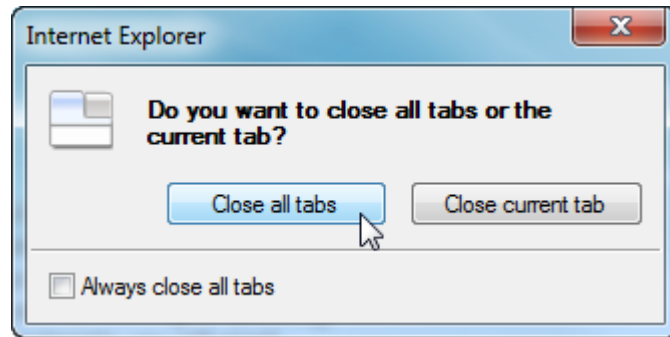 Internet Explorer
Do you want to close all tabs or the
current tab?
Close all tabs
Close current tab
Always close all tabs